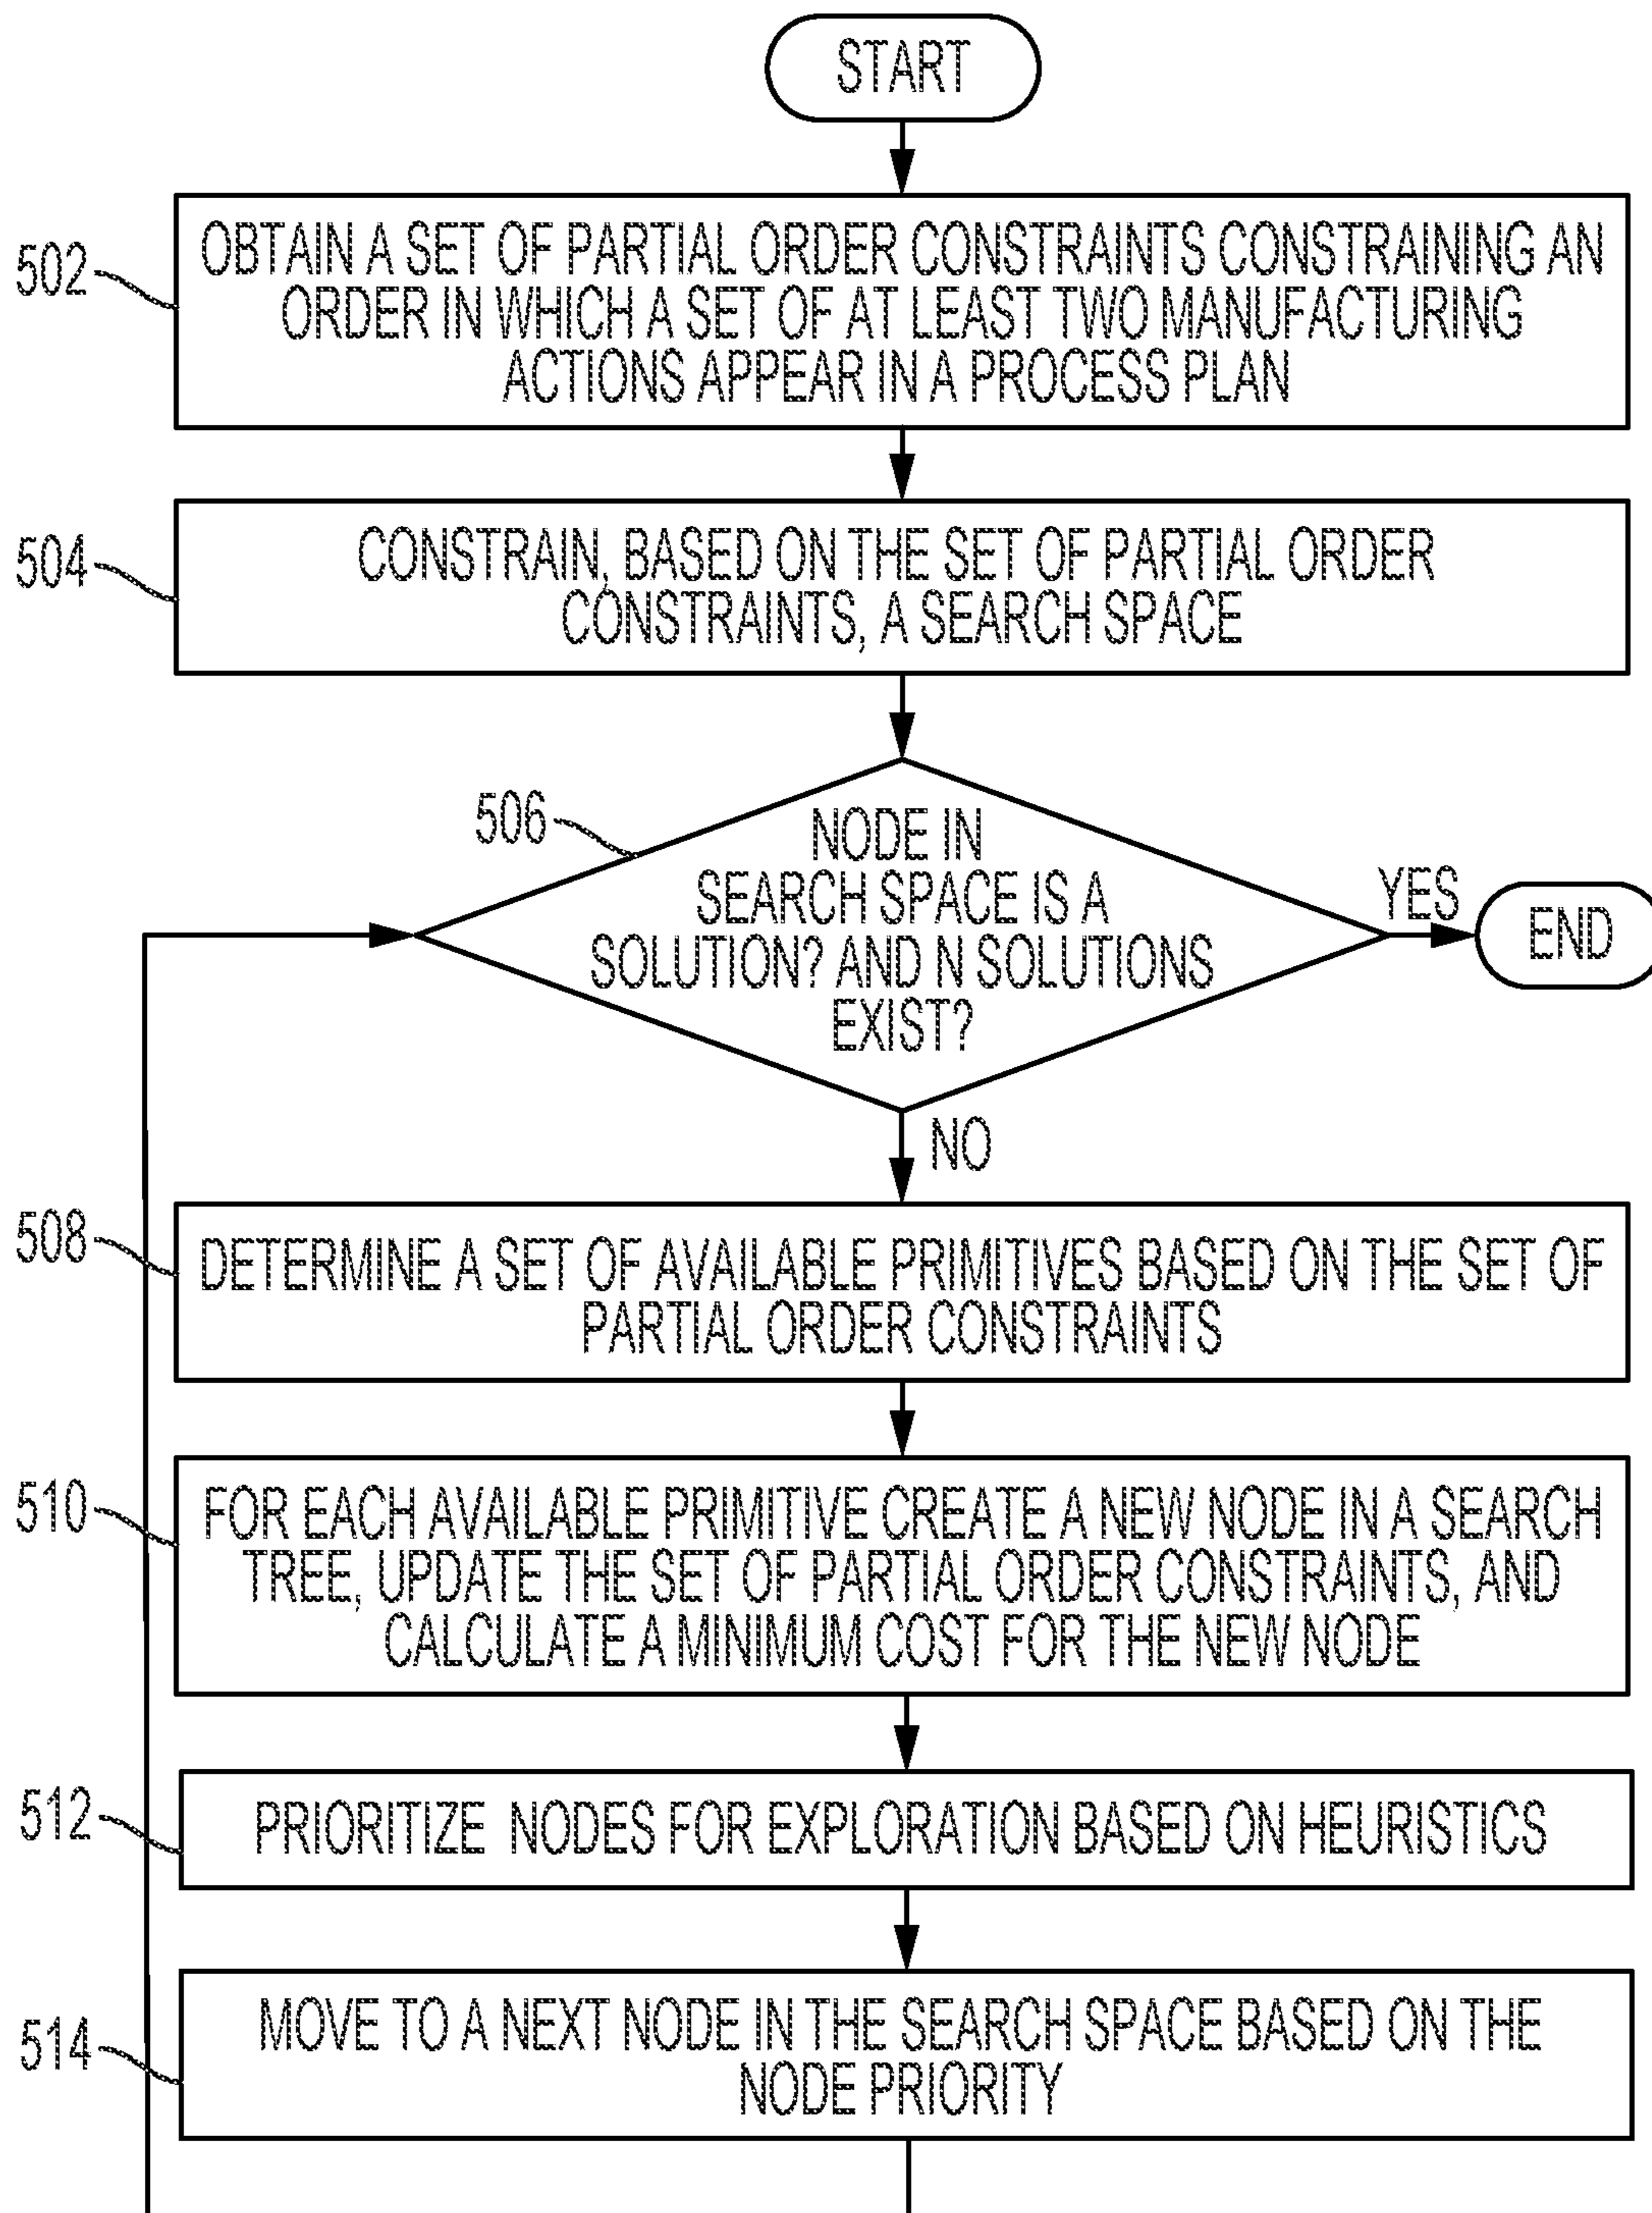 START
502
OBTAIN A SET OF PARTIAL ORDER CONSTRAINTS CONSTRAINING AN
ORDER IN WHICH A SET OF AT LEAST TWO MANUFACTURING
ACTIONS APPEAR IN A PROCESS PLAN
504
CONSTRAIN, BASED ON THE SET OF PARTIAL ORDER
CONSTRAINTS, A SEARCH SPACE
506
NODE IN
SEARCH SPACE IS A
SOLUTION? AND N SOLUTIONS
EXIST?
YES
END
NO
508
DETERMINE A SET OF AVAILABLE PRIMITIVES BASED ON THE SET OF
PARTIAL ORDER CONSTRAINTS
510
FOR EACH AVAILABLE PRIMITIVE CREATE A NEW NODE IN A SEARCH
TREE, UPDATE THE SET OF PARTIAL ORDER CONSTRAINTS, AND
CALCULATE A MINIMUM COST FOR THE NEW NODE
512
PRIORITIZE NODES FOR EXPLORATION BASED ON HEURISTICS
514
MOVE TO A NEXT NODE IN THE SEARCH SPACE BASED ON THE
NODE PRIORITY